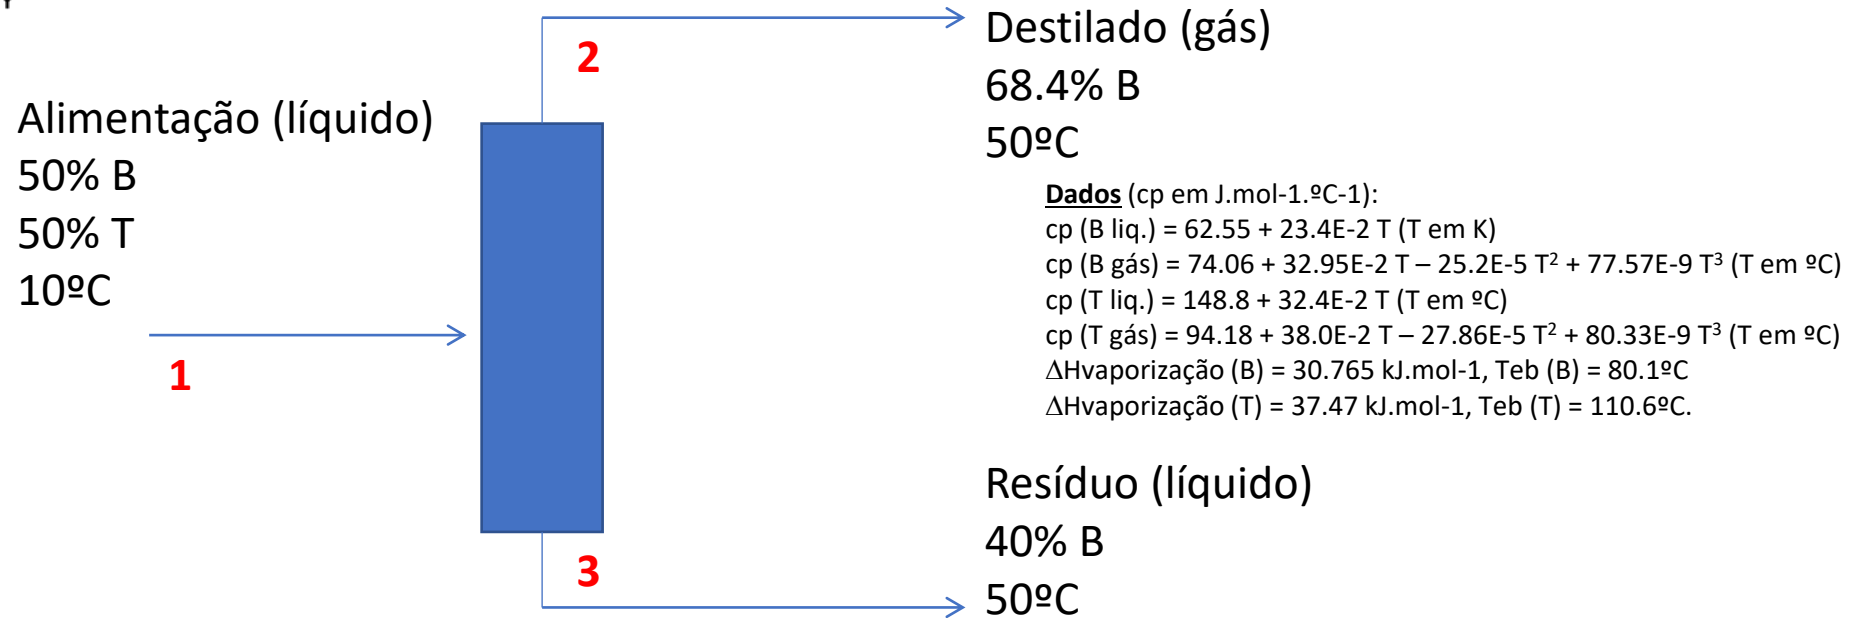 2
Destilado (gás)
68.4% B
50ºC
Alimentação (líquido)
50% B
50% T
10ºC
1
Dados (cp em J.mol-1.ºC-1):
cp (B liq.) = 62.55 + 23.4E-2 T (T em K)
cp (B gás) = 74.06 + 32.95E-2 T – 25.2E-5 T² + 77.57E-9 T³ (T em ºC)
cp (T liq.) = 148.8 + 32.4E-2 T (T em ºC)
cp (T gás) = 94.18 + 38.0E-2 T – 27.86E-5 T² + 80.33E-9 T³ (T em ºC)
ΔHvaporização (B) = 30.765 kJ.mol-1, Teb (B) = 80.1ºC
ΔHvaporização (T) = 37.47 kJ.mol-1, Teb (T) = 110.6ºC.
3
Resíduo (líquido)
40% B
50ºC